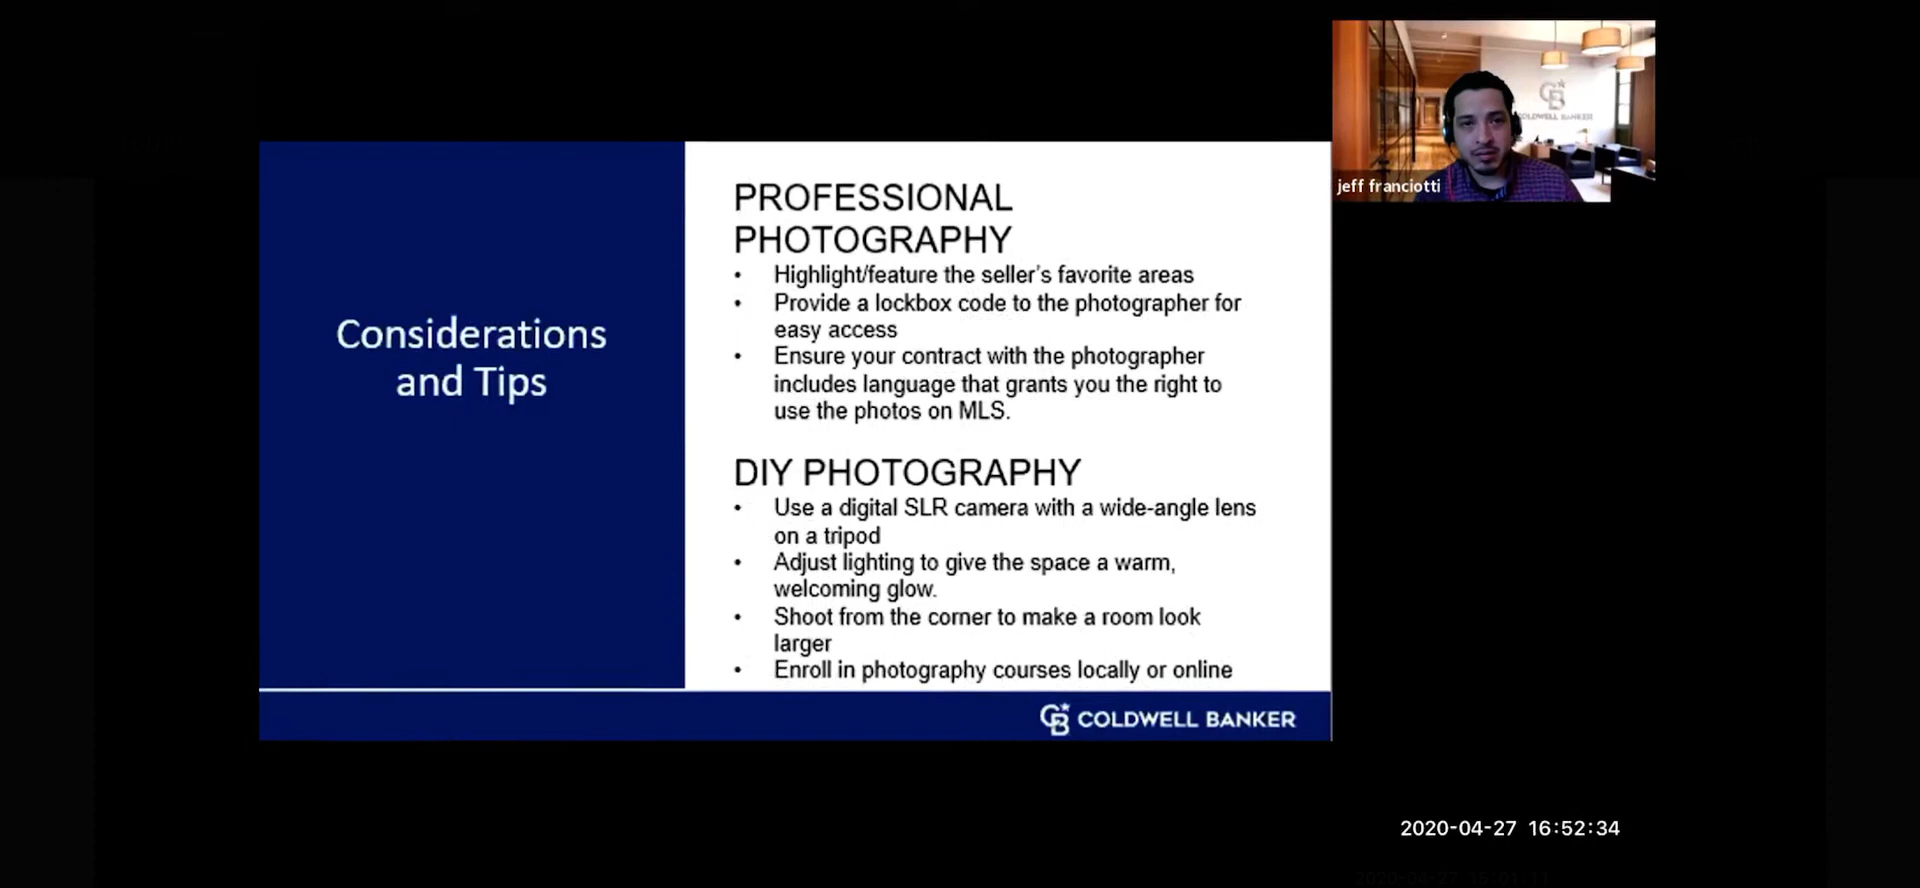 Considerations
and Tips
PROFESSIONAL
PHOTOGRAPHY
• Highlight/feature the seller's favorite areas
• Provide a lockbox code to the photographer for
easy access
• Ensure your contract with the photographer
includes language that grants you the right to
use the photos on MLS.
DIY PHOTOGRAPHY
• Use a digital SLR camera with a wide-angle lens
on a tripod
• Adjust lighting to give the space a warm,
welcoming glow.
• Shoot from the corner to make a room look
larger
• Enroll in photography courses locally or online
CB COLDWELL BANKER
CB
COLDWELL BANKER
jeff franciotti
2020-04-27 16:52:34